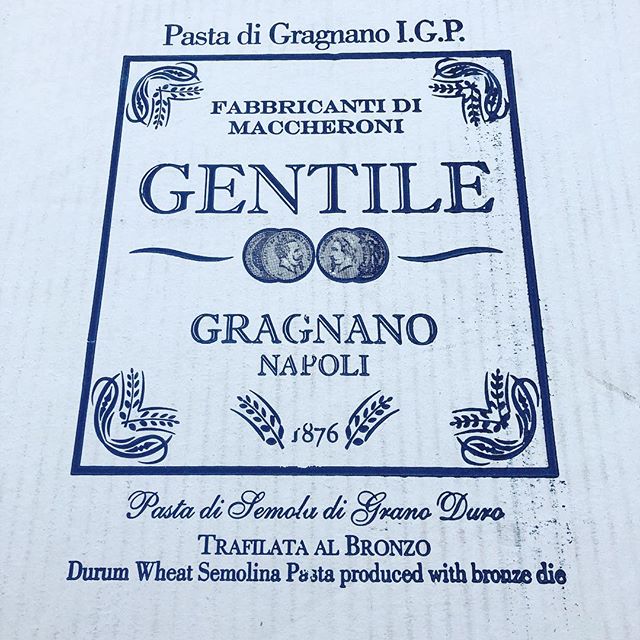 Pasta di Gragnano I.G.P.
FABBRICANTI DI
MACCHERONI
GENTILE
GRAGNANO
NAPOLI
1876
Pasta di Semola di Grano Duro
TRAFILATA AL BRONZO
Durum Wheat Semolina Pasta produced with bronze die